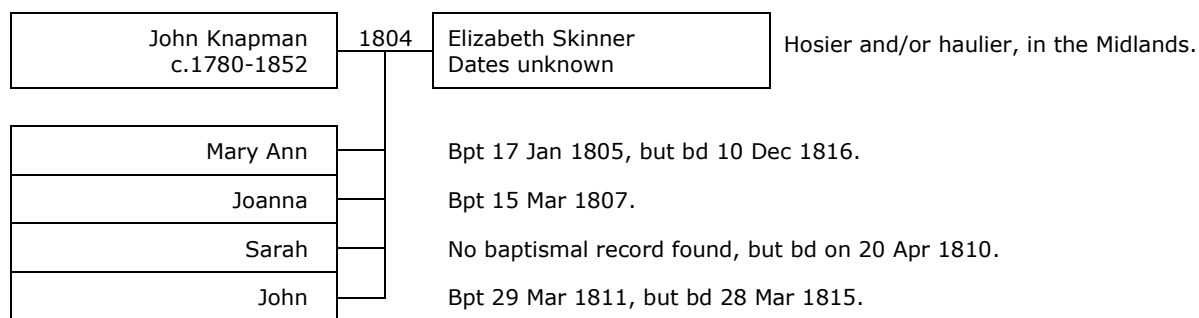 John Knapman 1804 Elizabeth Skinner
c.1780-1852 Dates unknown
Hosier and/or haulier, in the Midlands.
Mary Ann Bpt 17 Jan 1805, but bd 10 Dec 1816.
Joanna Bpt 15 Mar 1807.
Sarah No baptismal record found, but bd on 20 Apr 1810.
John Bpt 29 Mar 1811, but bd 28 Mar 1815.